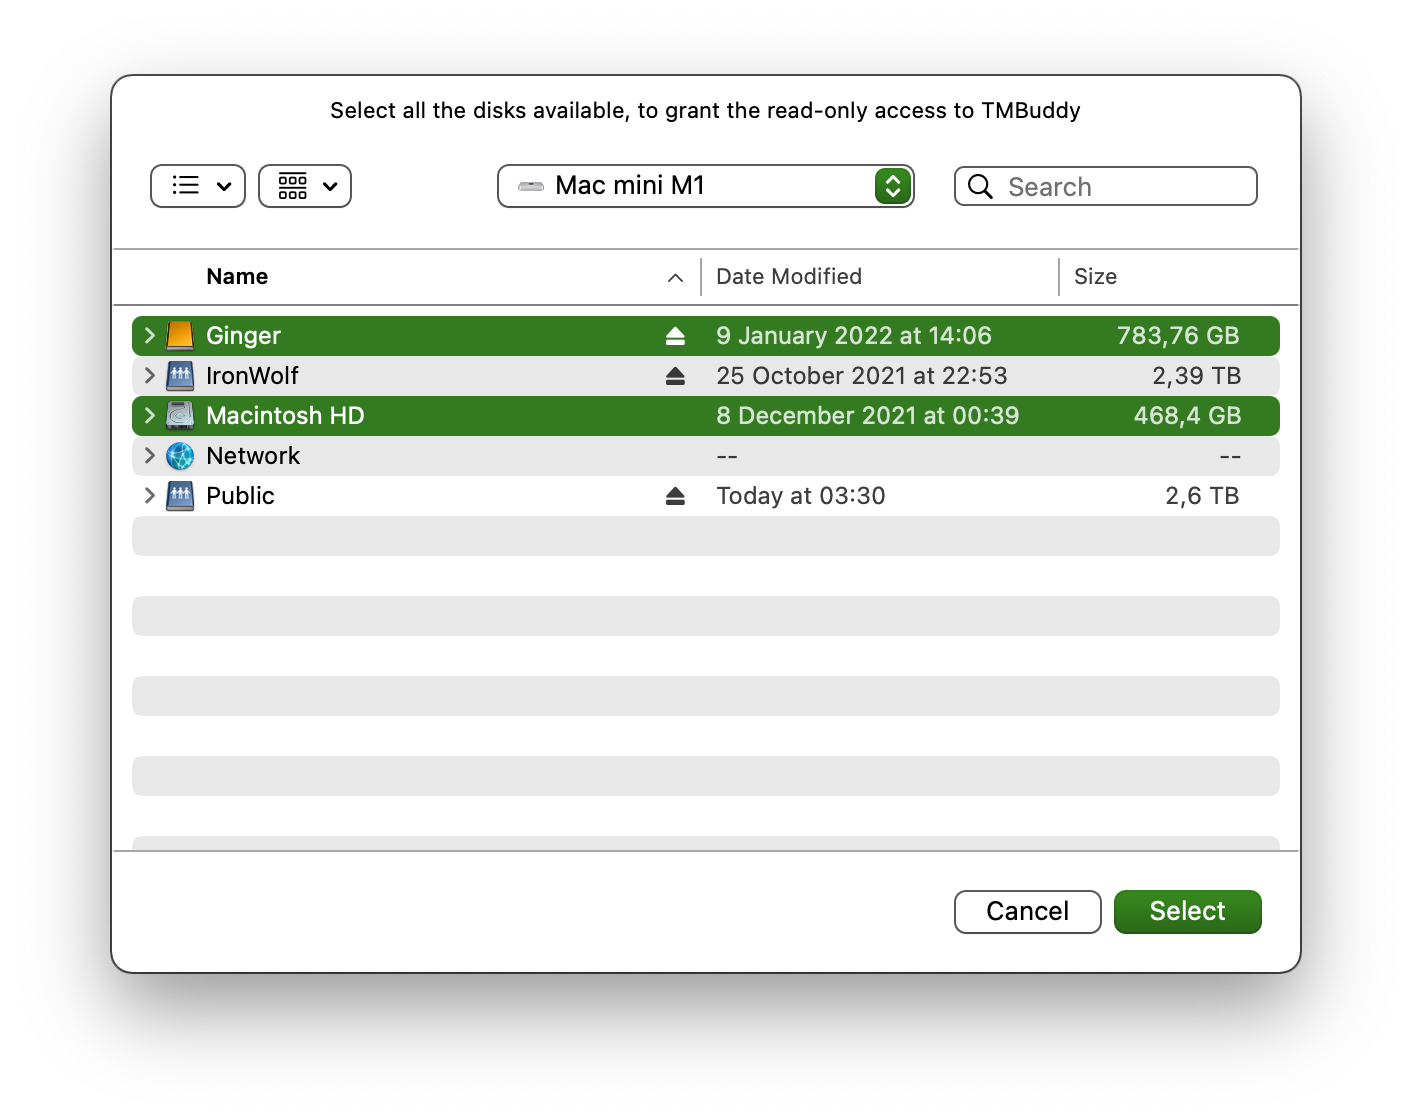 Select all the disks available, to grant the read-only access to TMBuddy
Mac mini M1
Search
Name Date Modified Size
Ginger 9 January 2022 at 14:06 783,76 GB
IronWolf 25 October 2021 at 22:53 2,39 TB
Macintosh HD 8 December 2021 at 00:39 468,4 GB
Network -- --
Public Today at 03:30 2,6 TB
Cancel Select